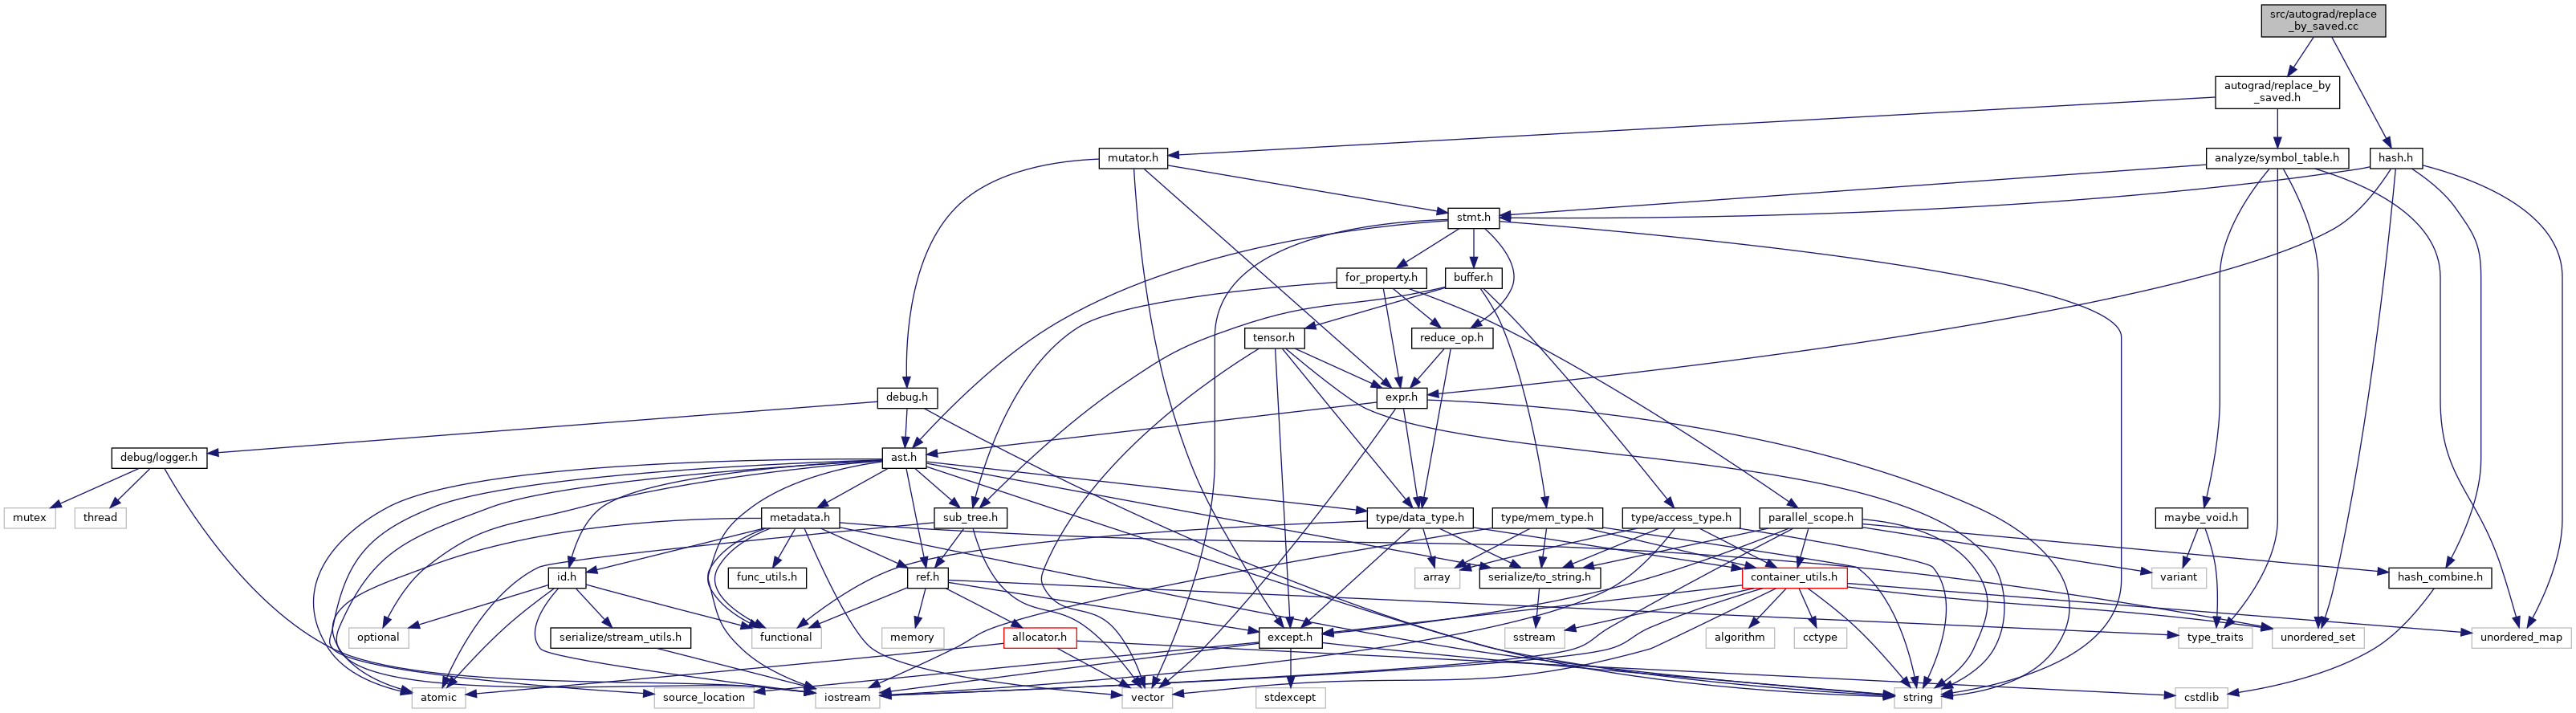 src/autograd/replace
_by_saved.cc
autograd/replace_by
_saved.h
mutator.h
analyze/symbol_table.h
hash.h
stmt.h
for_property.h
buffer.h
tensor.h
reduce_op.h
debug.h
expr.h
debug/logger.h
ast.h
mutex
thread
metadata.h
sub_tree.h
type/data_type.h
type/mem_type.h
type/access_type.h
parallel_scope.h
maybe_void.h
id.h
func_utils.h
ref.h
array
serialize/to_string.h
container_utils.h
variant
hash_combine.h
optional
serialize/stream_utils.h
functional
memory
allocator.h
except.h
sstream
algorithm
cctype
type_traits
unordered_set
unordered_map
atomic
source_location
iostream
vector
stdexcept
string
cstdlib